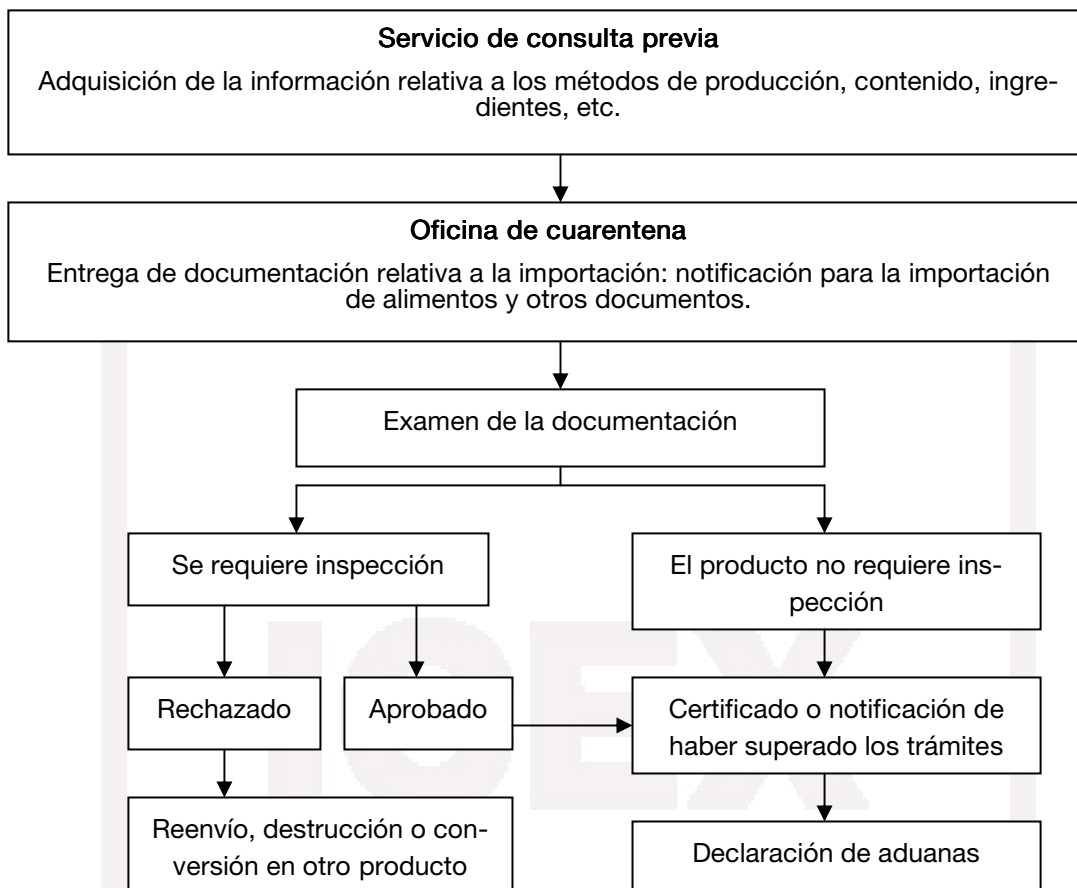 Servicio de consulta previa
Adquisición de la información relativa a los métodos de producción, contenido, ingre-
dientes, etc.
Oficina de cuarentena
Entrega de documentación relativa a la importación: notificación para la importación
de alimentos y otros documentos.
Examen de la documentación
Se requiere inspección
El producto no requiere ins-
pección
Rechazado
Aprobado
Certificado o notificación de
haber superado los trámites
Reenvío, destrucción o con-
versión en otro producto
Declaración de aduanas
ICEX